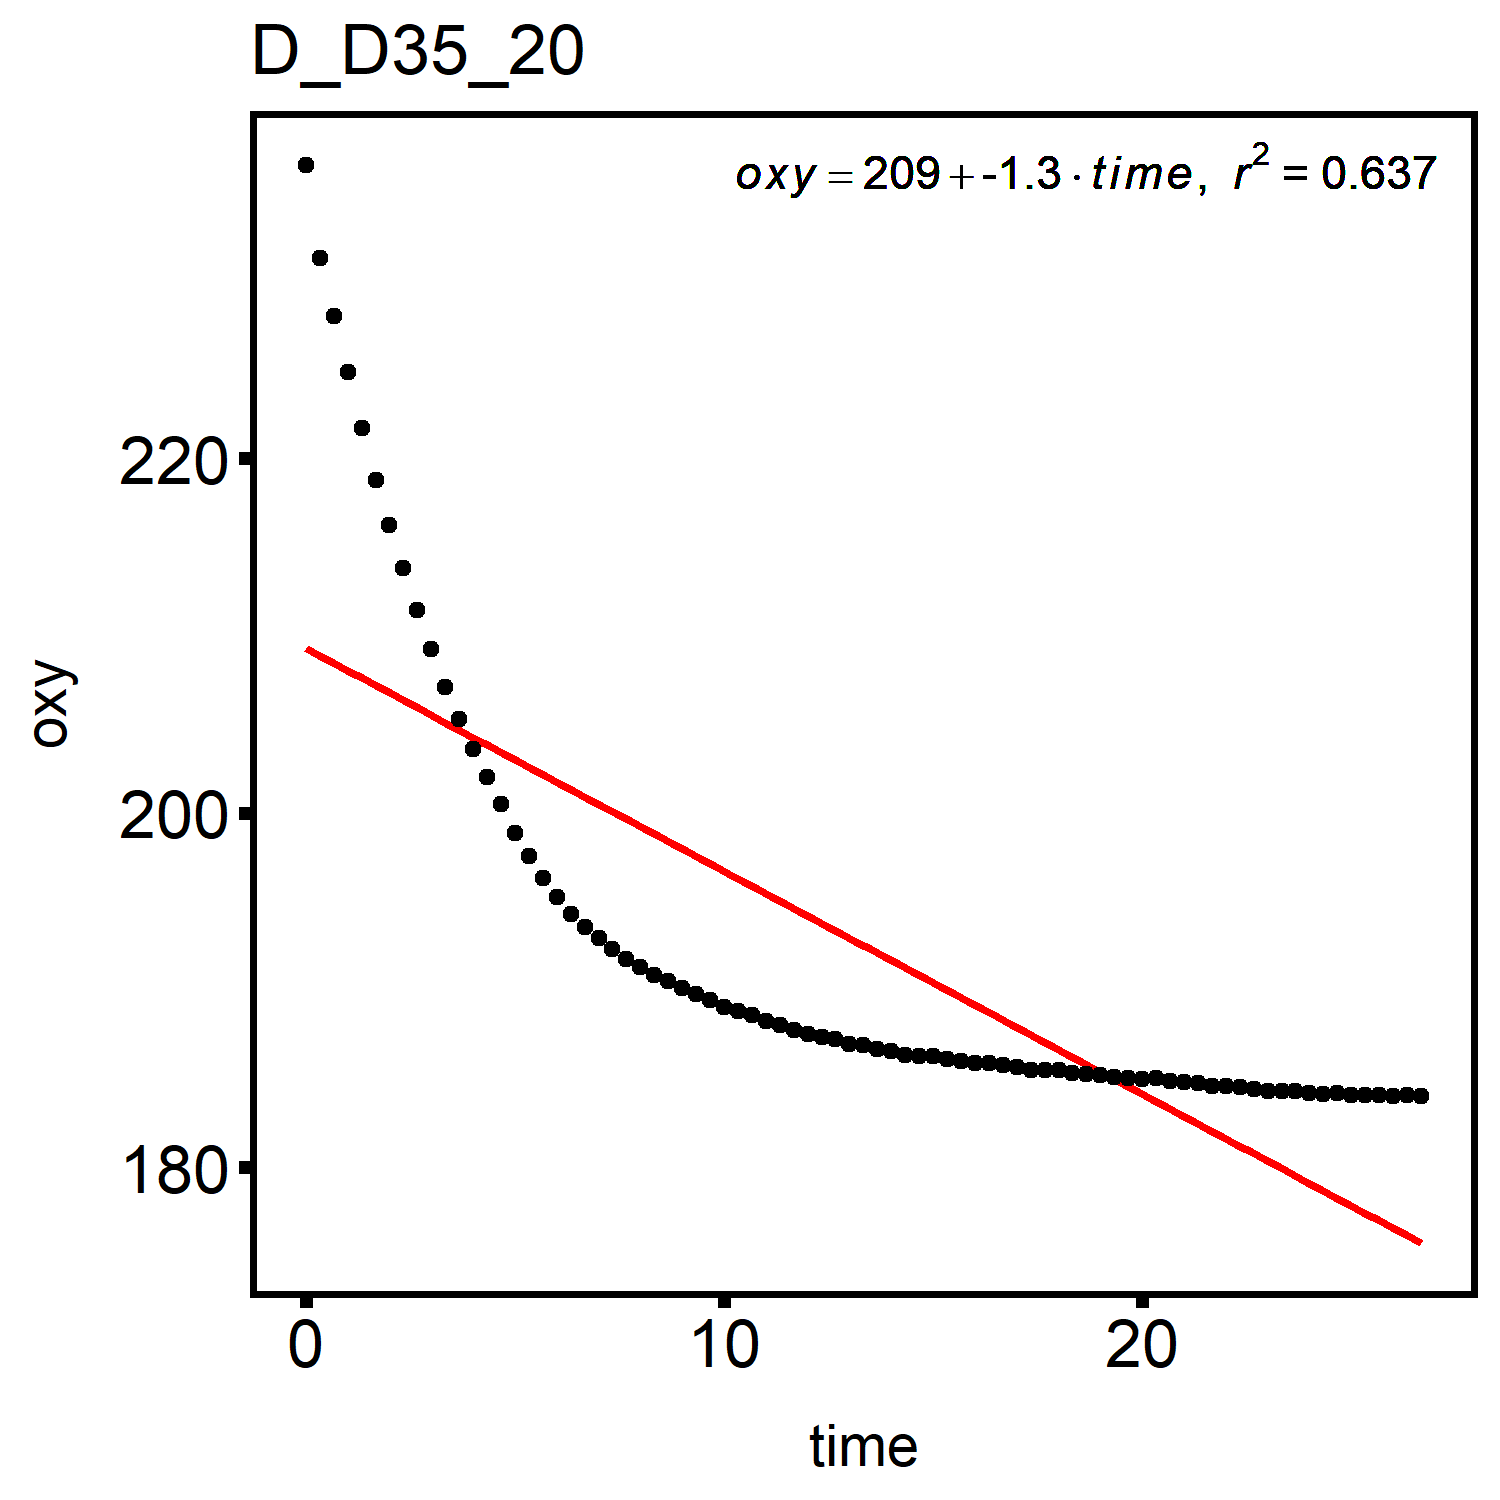 D_D35_20
oxy = 209 + -1.3 · time, r² = 0.637
220
200
180
oxy
0 10 20
time